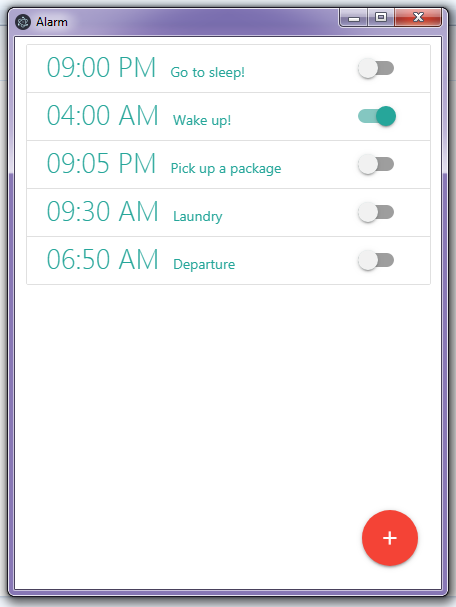 Alarm
09:00 PM Go to sleep!
04:00 AM Wake up!
09:05 PM Pick up a package
09:30 AM Laundry
06:50 AM Departure
+